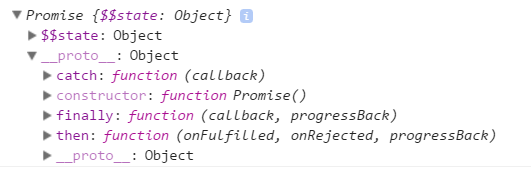 Promise {$$state: Object} i
$$state: Object
__proto__: Object
catch: function (callback)
constructor: function Promise()
finally: function (callback, progressBack)
then: function (onFulfilled, onRejected, progressBack)
__proto__: Object